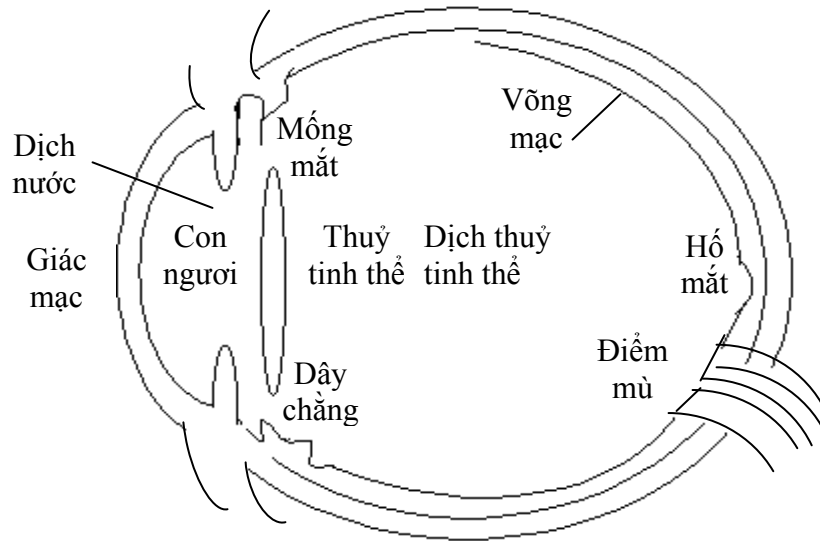 Võng
mạc
Mống
mắt
Dịch
nước
Con
ngươi
Thuỷ
tinh thể
Dịch thuỷ
tinh thể
Hố
mắt
Giác
mạc
Điểm
mù
Dây
chằng